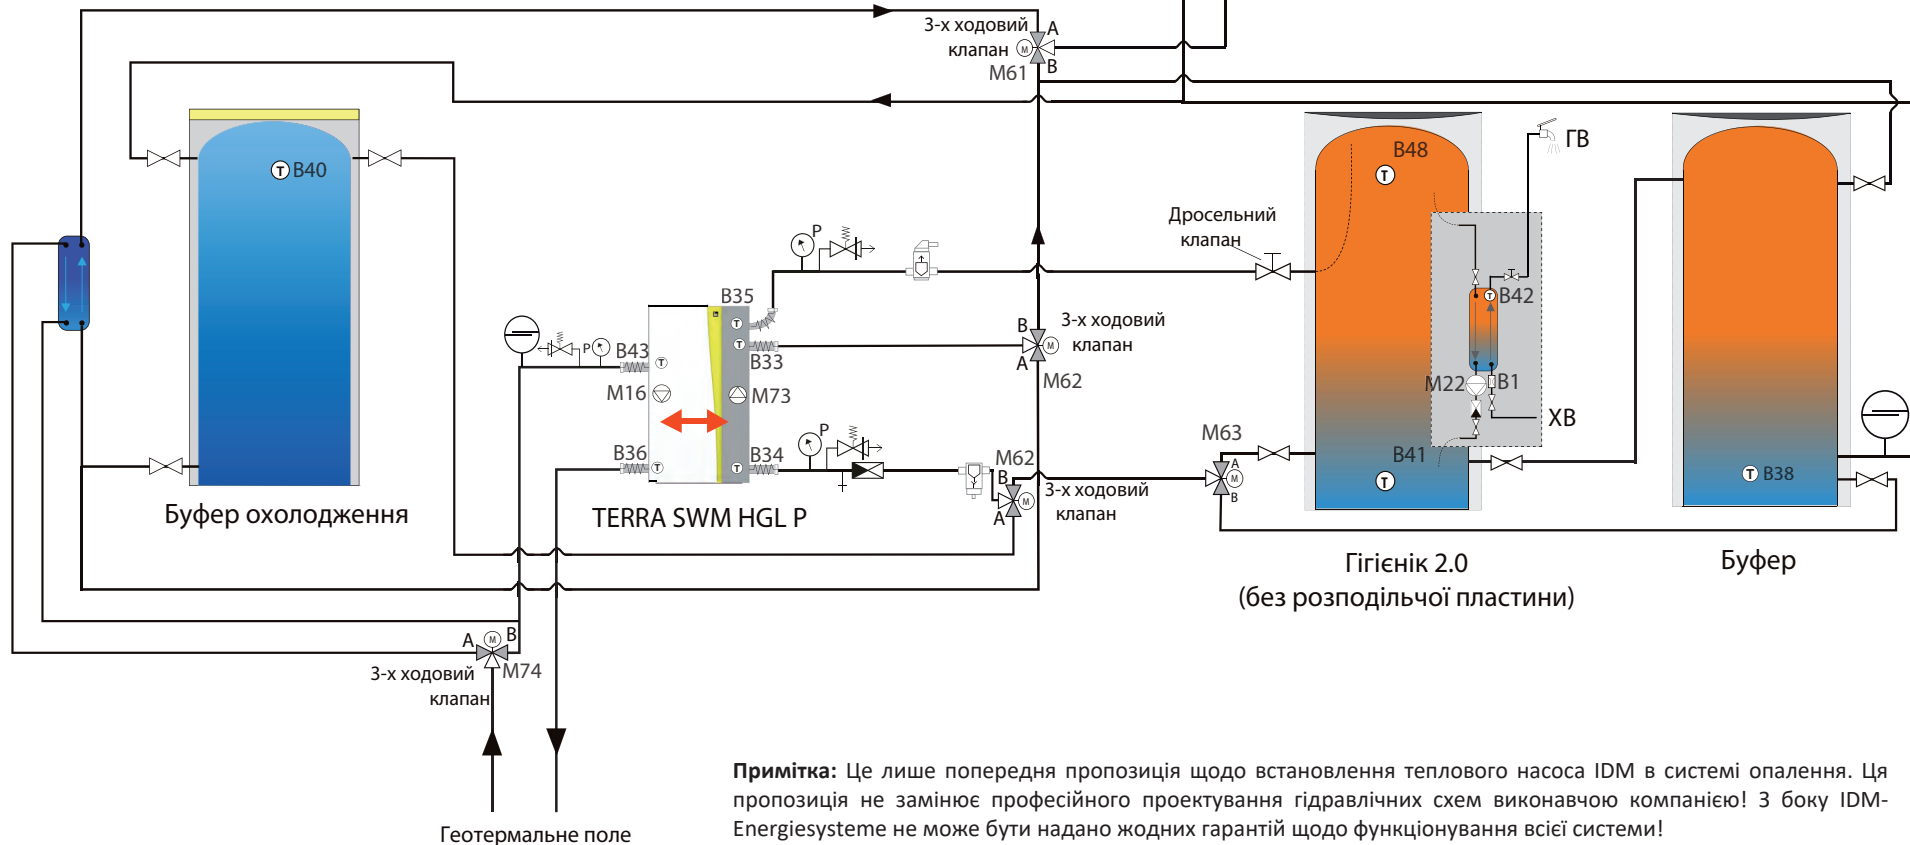 3-х ходовий
клапан
M
A
B
M61
B40
T
B48
T
ГВ
Дросельний
клапан
P
B35
T
B42
T
3-х ходовий
клапан
B
A
M
M62
B33
T
P
B43
T
M16
M73
M22
B1
ХВ
B36
T
B34
T
P
M62
B
A
M
3-х ходовий
клапан
M63
A
M
B
B41
T
B38
T
Буфер охолодження
TERRA SWM HGL P
Гігієнік 2.0
(без розподільчої пластини)
Буфер
A
M
B
M74
3-х ходовий
клапан
Геотермальне поле
Примітка: Це лише попередня пропозиція щодо встановлення теплового насоса IDM в системі опалення. Ця
пропозиція не замінює професійного проектування гідравлічних схем виконавчою компанією! З боку IDM-
Energiesysteme не може бути надано жодних гарантій щодо функціонування всієї системи!